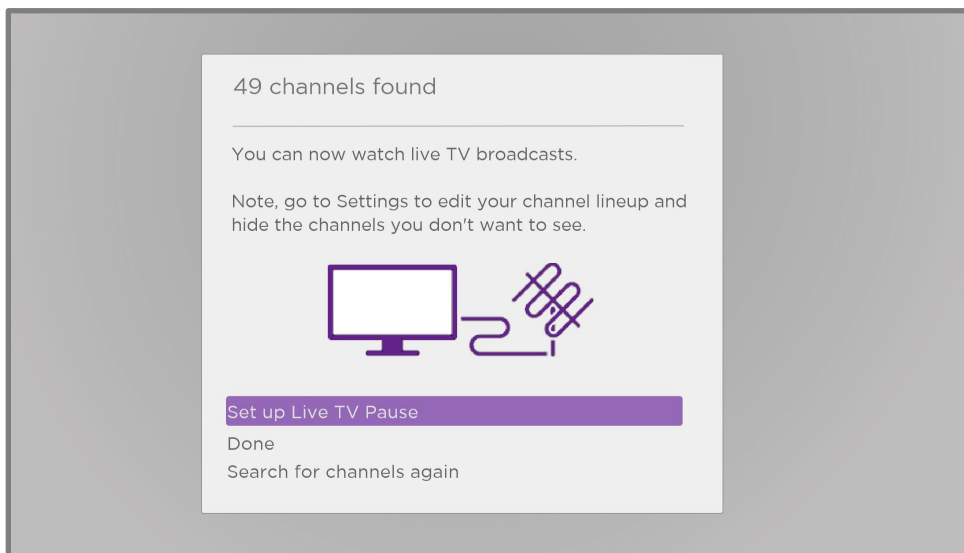 49 channels found
You can now watch live TV broadcasts.
Note, go to Settings to edit your channel lineup and
hide the channels you don't want to see.
Set up Live TV Pause
Done
Search for channels again